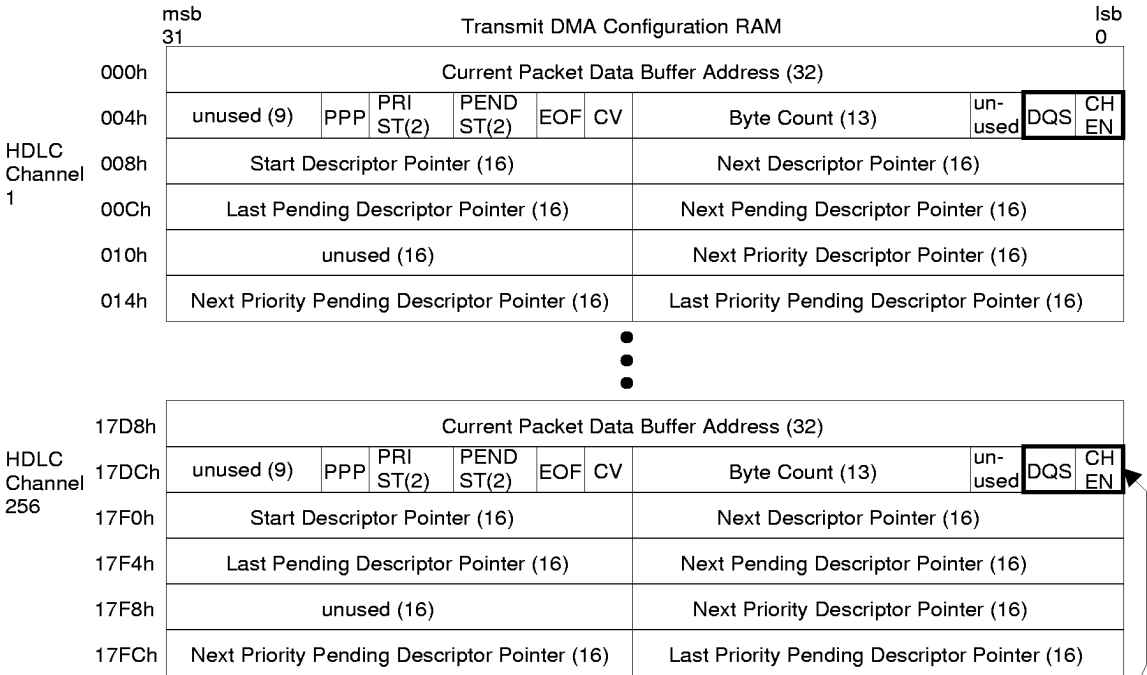 msb
31
Transmit DMA Configuration RAM
lsb
0
HDLC
Channel
1
000h
Current Packet Data Buffer Address (32)
004h
unused (9)
PPP
PRI
ST(2)
PEND
ST(2)
EOF
CV
Byte Count (13)
un-
used
DQS
CH
EN
008h
Start Descriptor Pointer (16)
Next Descriptor Pointer (16)
00Ch
Last Pending Descriptor Pointer (16)
Next Pending Descriptor Pointer (16)
010h
unused (16)
Next Priority Descriptor Pointer (16)
014h
Next Priority Pending Descriptor Pointer (16)
Last Priority Pending Descriptor Pointer (16)
HDLC
Channel
256
17D8h
Current Packet Data Buffer Address (32)
17DCh
unused (9)
PPP
PRI
ST(2)
PEND
ST(2)
EOF
CV
Byte Count (13)
un-
used
DQS
CH
EN
17F0h
Start Descriptor Pointer (16)
Next Descriptor Pointer (16)
17F4h
Last Pending Descriptor Pointer (16)
Next Pending Descriptor Pointer (16)
17F8h
unused (16)
Next Priority Descriptor Pointer (16)
17FCh
Next Priority Pending Descriptor Pointer (16)
Last Priority Pending Descriptor Pointer (16)